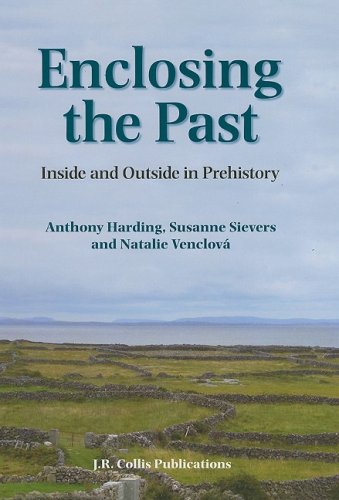 Enclosing
the Past
Inside and Outside in Prehistory
Anthony Harding, Susanne Sievers
and Natalie Venclová
J.R. Collis Publications